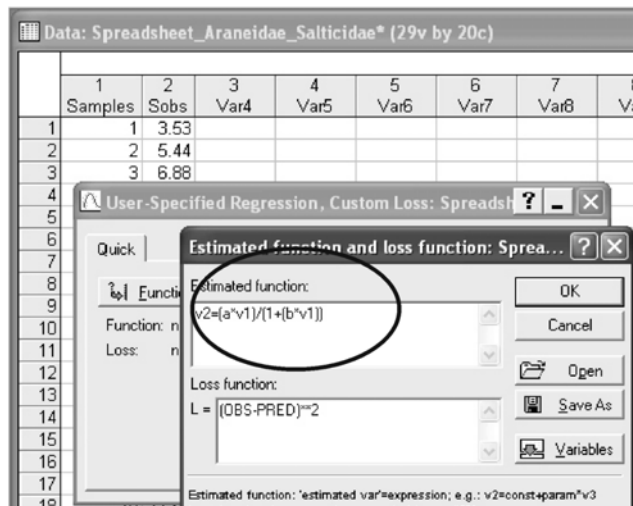 Data: Spreadsheet_Araneidae_Salticidae* (29v by 20c)
1 2 3 4 5 6 7
Samples Sobs Var4 Var5 Var6 Var7 Var8
1 1 3.53
2 2 5.44
3 3 6.88
4
5
6
7
8
9
10
11
12
13
14
15
16
17
18
User-Specified Regression, Custom Loss: Spreadsh
Quick
Function: n
Loss: n
Estimated function and loss function: Sprea...
Estimated function:
v2=(a*v1)/(1+(b*v1))
Loss function:
L = (OBS-PRED)**2
OK
Cancel
Open
Save As
Variables
Estimated function: 'estimated var'=expression; e.g.: v2=const+param*v3